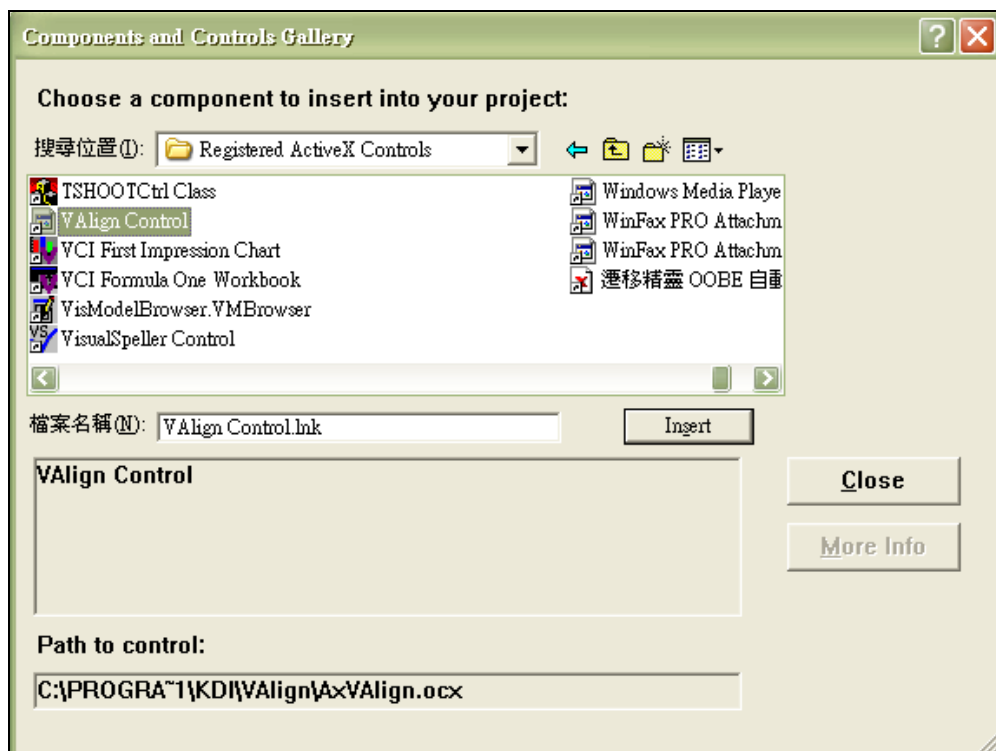 Components and Controls Gallery
Choose a component to insert into your project:
搜尋位置(I): Registered ActiveX Controls
TSHOOTCtrl Class
VAlign Control
VCI First Impression Chart
VCI Formula One Workbook
VisModelBrowser.VMBrowser
VisualSpeller Control
Windows Media Playe
WinFax PRO Attachm
WinFax PRO Attachm
遷移精靈 OOBE 自動
檔案名稱(N): VAlign Control.lnk Insert
VAlign Control
Close
More Info
Path to control:
C:\PROGRA~1\KDI\VAlign\AxVAlign.ocx